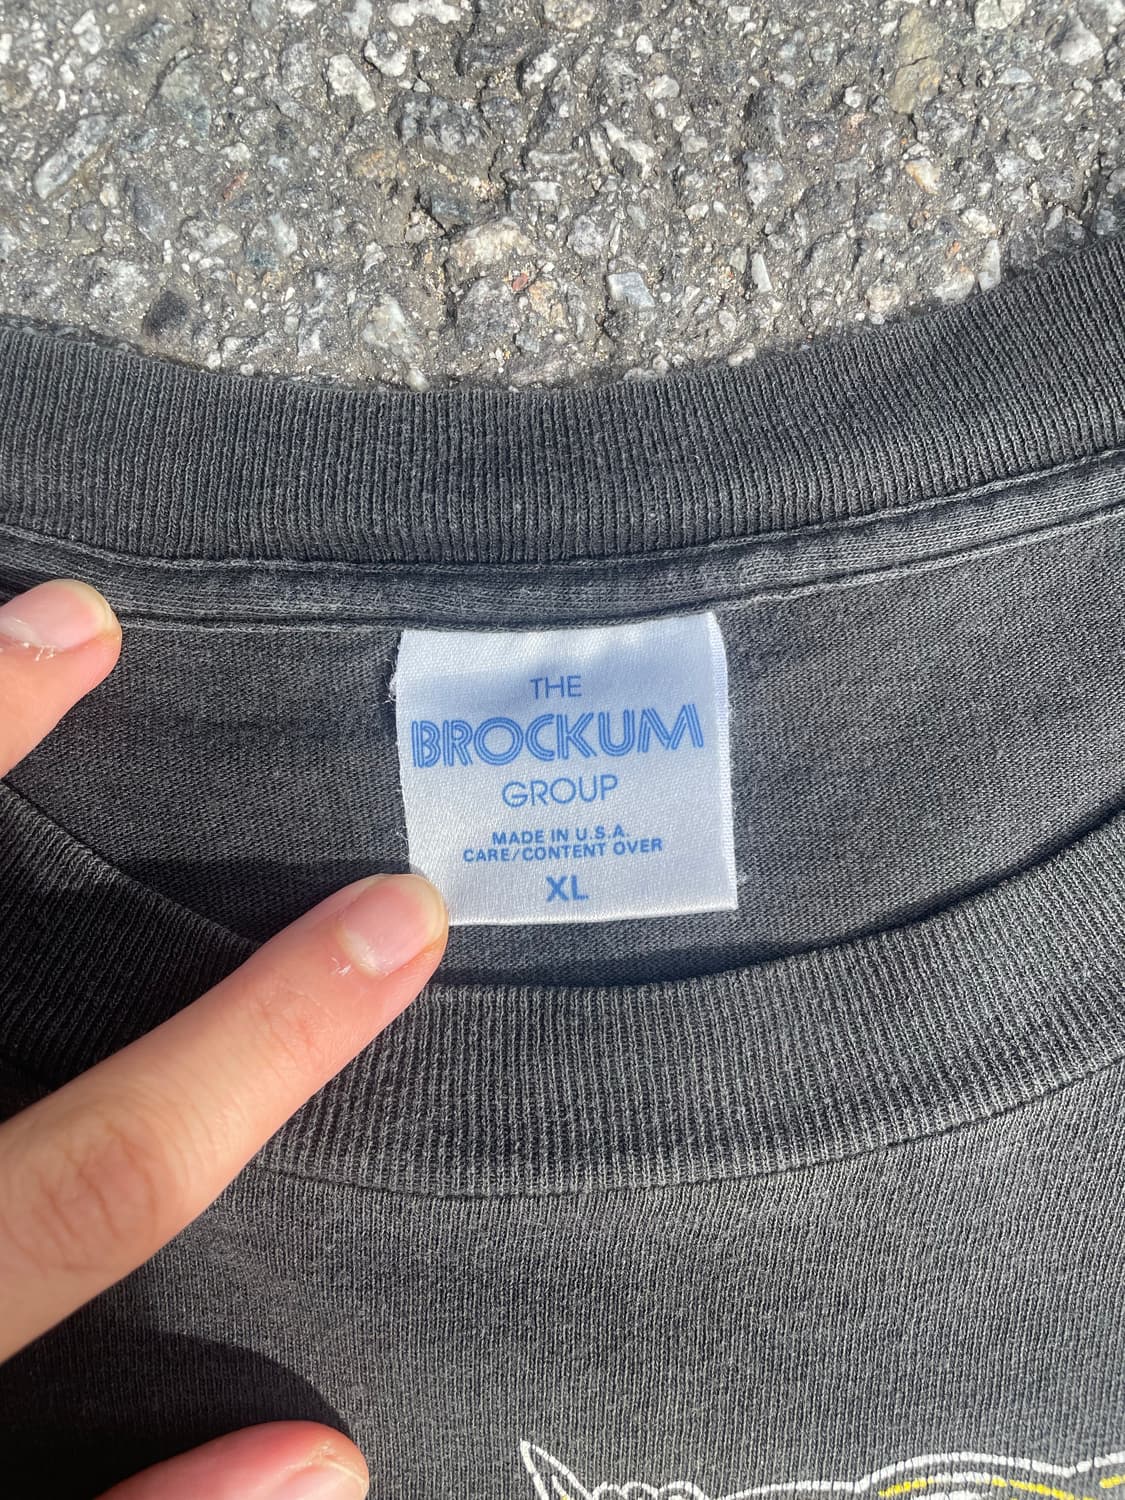 THE
BROCKUM
GROUP
MADE IN U.S.A.
CARE/CONTENT OVER
XL